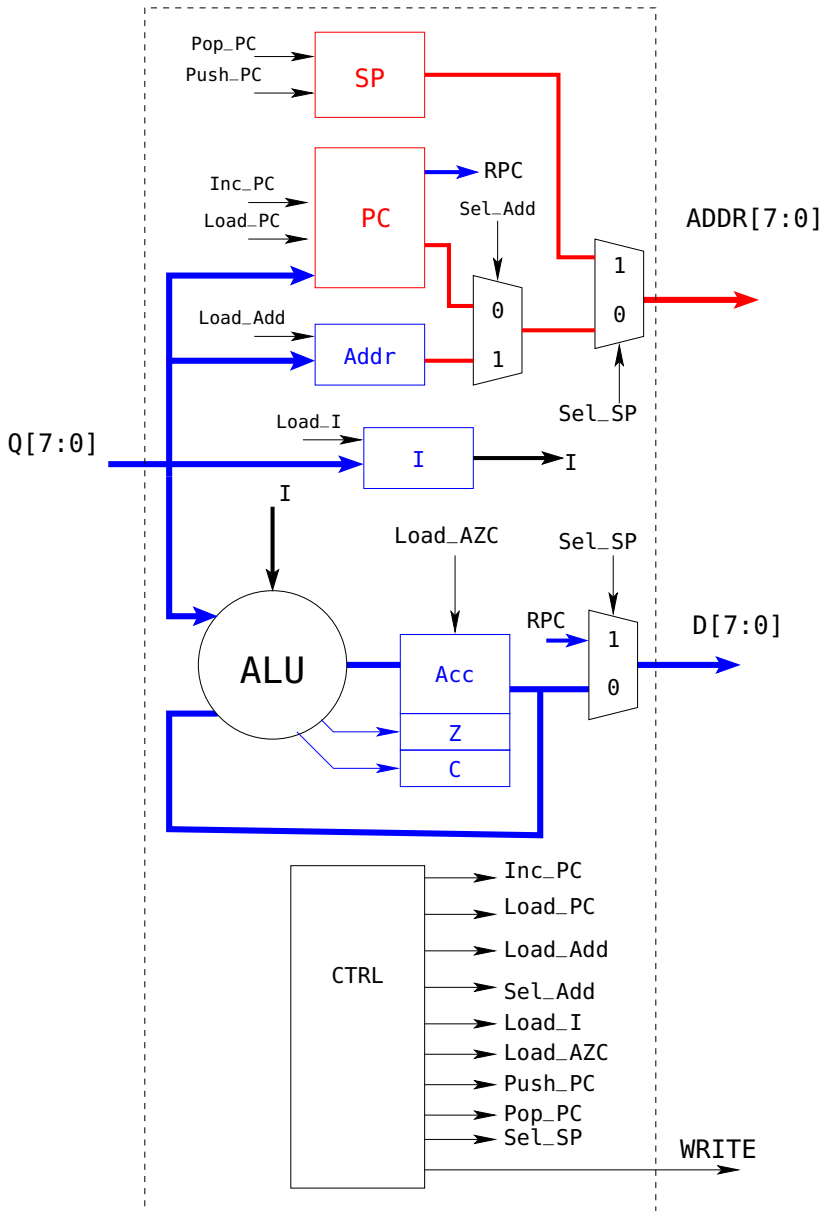 Pop_PC
Push_PC
SP
Inc_PC
Load_PC
PC
RPC
Sel_Add
ADDR[7:0]
1
0
0
1
Load_Add
Addr
Sel_SP
Load_I
Q[7:0]
I
I
I
Load_AZC
Sel_SP
RPC
D[7:0]
1
0
ALU
Acc
Z
C
CTRL
Inc_PC
Load_PC
Load_Add
Sel_Add
Load_I
Load_AZC
Push_PC
Pop_PC
Sel_SP
WRITE